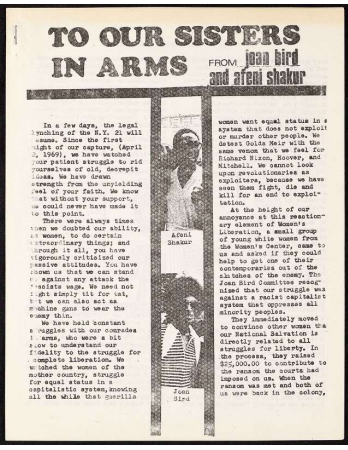 TO OUR SISTERS
IN ARMS
FROM joan bird
and afeni shakur
In a few days, the legal
lynching of the N.Y. 21 will
resume. Since the first
night of our capture, (April
2, 1969), we have watched
your patient struggle to rid
yourselves of old, decrepit
ideas. We have drawn
strength from the unyielding
feel of your faith. We know
that without your support,
we could never have made it
to this point.
There were always times
when we doubted our ability,
as women, to do certain
extraordinary things; and
through it all, you have
vigorously criticized our
passive attitudes. You have
shown us that we can stand
up against any attack the
racists wage. We need not
fight simply tit for tat,
but we can also act as
machine guns to wear the
enemy thin.
We have held constant
struggles with our comrades
in arms, who were a bit
slow to understand our
fidelity to the struggle for
complete liberation. We
watched the women of the
mother country, struggle
for equal status in a
capitalistic system, knowing
all the while that guerilla
Afeni
Shakur
Joan
Bird
women want equal status in a
system that does not exploit
or murder other people. We
detest Golda Meir with the
same venom that we feel for
Richard Nixon, Hoover, and
Mitchell. We cannot look
upon revolutionaries as
exploiters, because we have
seen them fight, die and
kill for an end to exploi-
tation.
At the height of our
annoyance at this reaction-
ary element of Women's
Liberation, a small group
of young white women from
the Women's Center, came to
us and asked if they could
help to get one of their
contemporaries out of the
clutches of the enemy. The
Joan Bird Committee recog-
nized that our struggle was
against a racist capitalist
system that oppresses all
minority peoples.
They immediately moved
to convince other women that
our National Salvation is
directly related to all
struggles for liberty. In
the process, they raised
$25,000.00 to contribute to
the ransom the courts had
imposed on us. When the
ransom was met and both of
us were back in the colony,